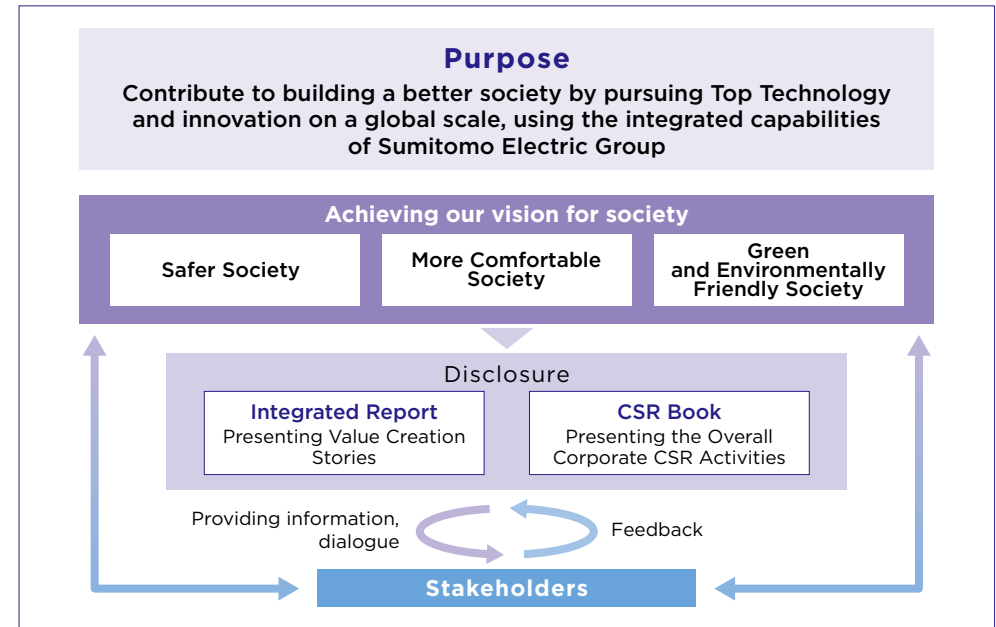 Purpose
Contribute to building a better society by pursuing Top Technology
and innovation on a global scale, using the integrated capabilities
of Sumitomo Electric Group
Achieving our vision for society
Safer Society
More Comfortable
Society
Green
and Environmentally
Friendly Society
Disclosure
Integrated Report
Presenting Value Creation
Stories
CSR Book
Presenting the Overall
Corporate CSR Activities
Providing information,
dialogue
Feedback
Stakeholders